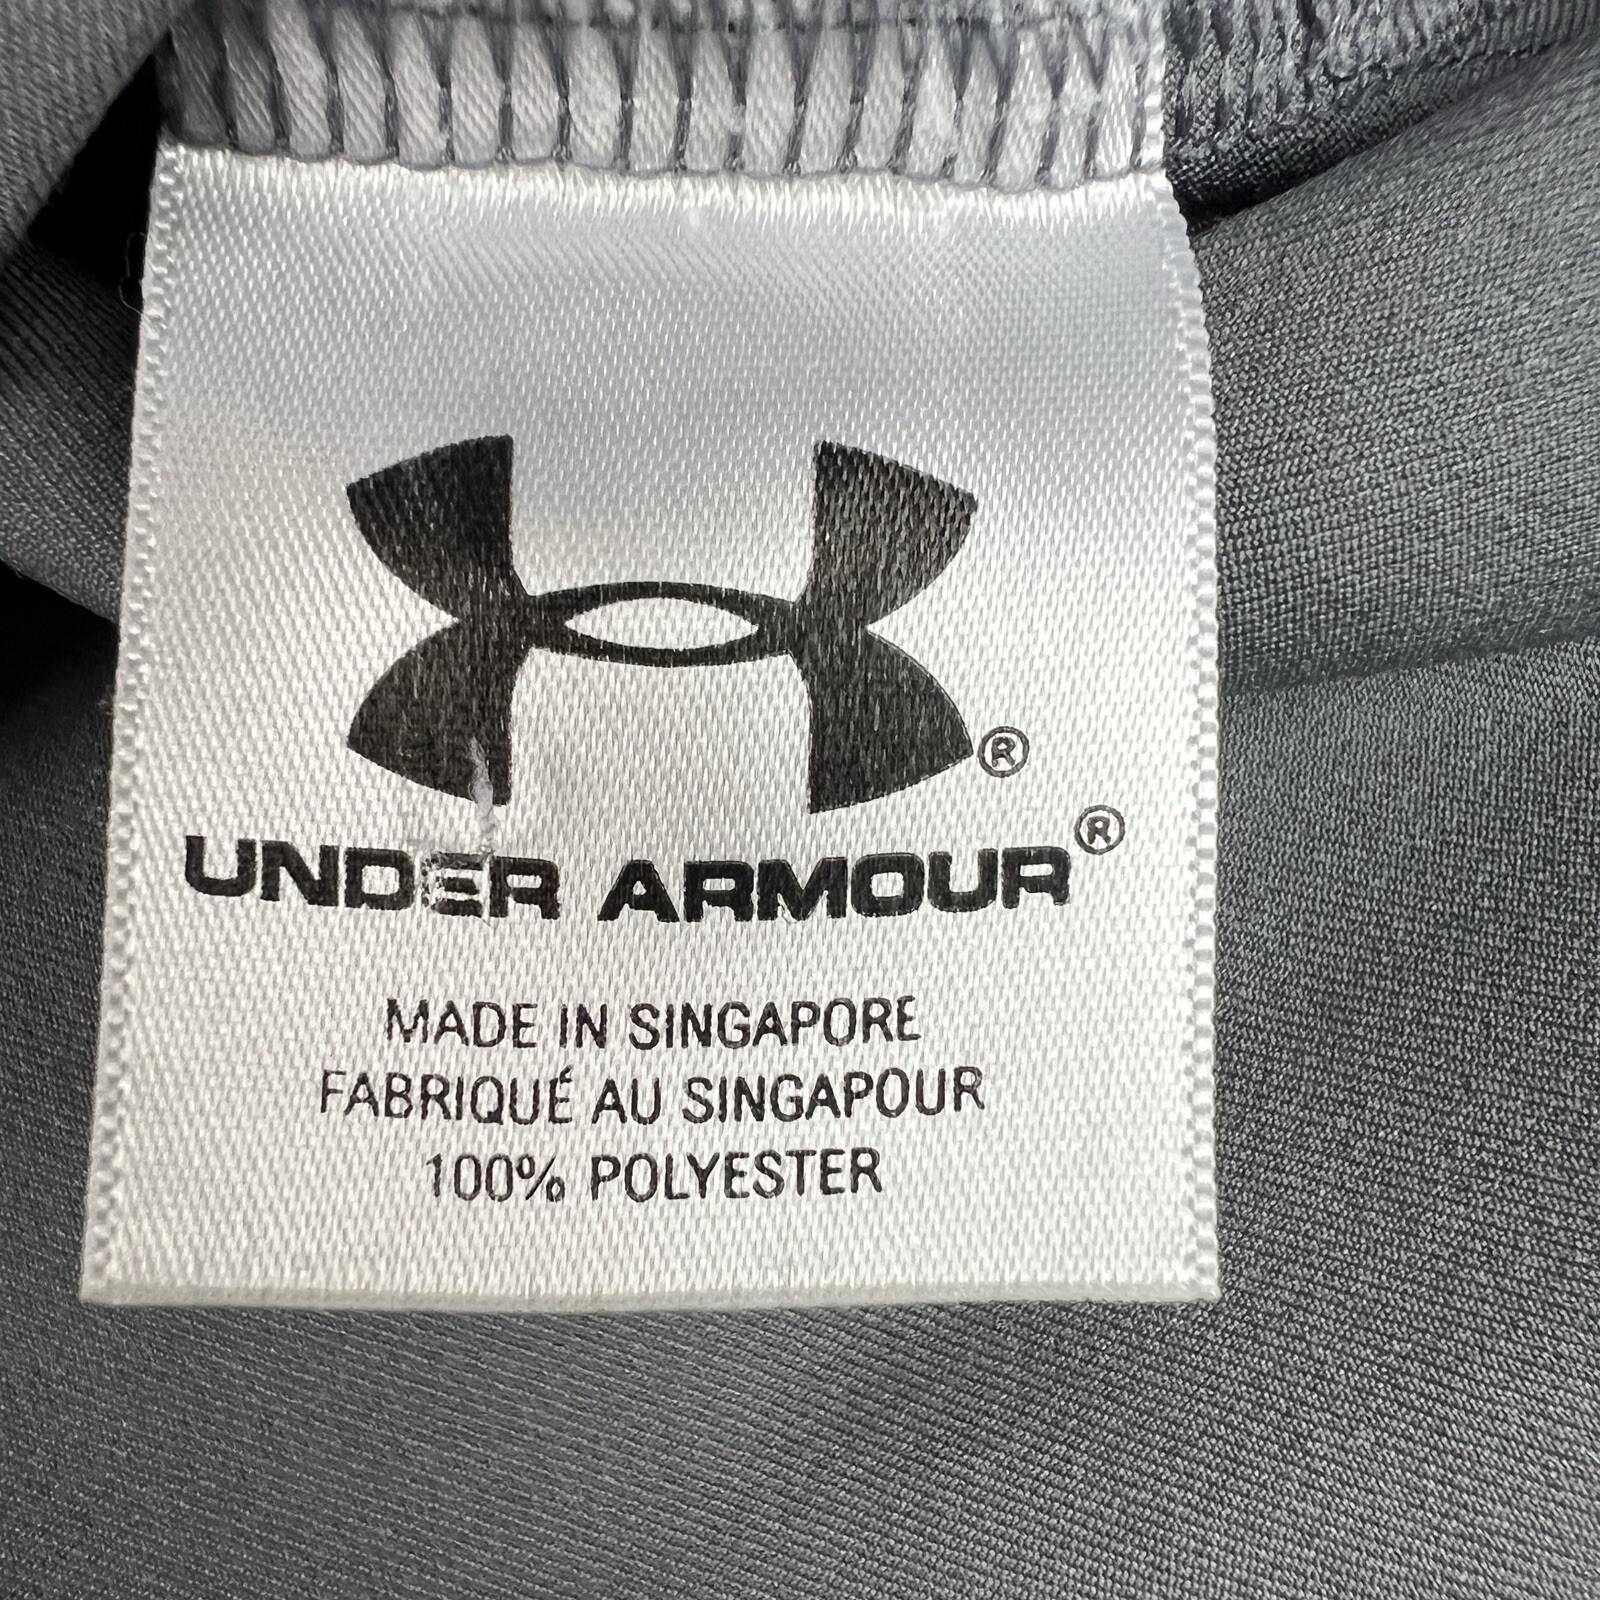 ®
UNDER ARMOUR®
MADE IN SINGAPORE
FABRIQUÉ AU SINGAPOUR
100% POLYESTER